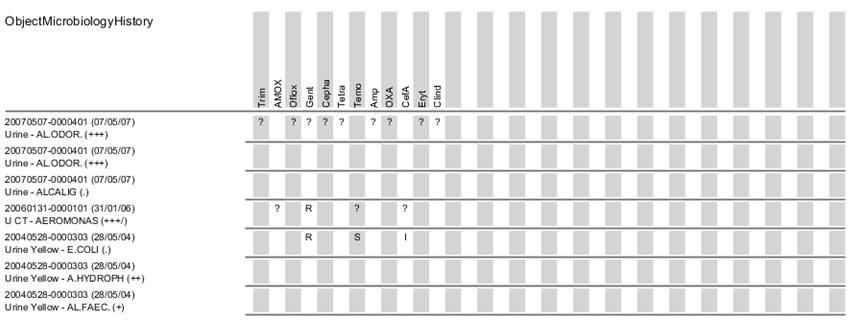 ObjectMicrobiologyHistory
Trim AMOX Oflox Gent Cepha Tetra Temo Amp OXA CefA Eryt Clind
20070507-0000401 (07/05/07) ? ? ? ? ? ? ? ? ?
Urine - AL.ODOR. (+++)
20070507-0000401 (07/05/07)
Urine - AL.ODOR. (+++)
20070507-0000401 (07/05/07)
Urine - ALCALIG (.)
20060131-0000101 (31/01/06) ? R ? ?
U CT - AEROMONAS (+++/)
20040528-0000303 (28/05/04) R S I
Urine Yellow - E.COLI (.)
20040528-0000303 (28/05/04)
Urine Yellow - A.HYDROPH (++)
20040528-0000303 (28/05/04)
Urine Yellow - AL.FAEC. (+)